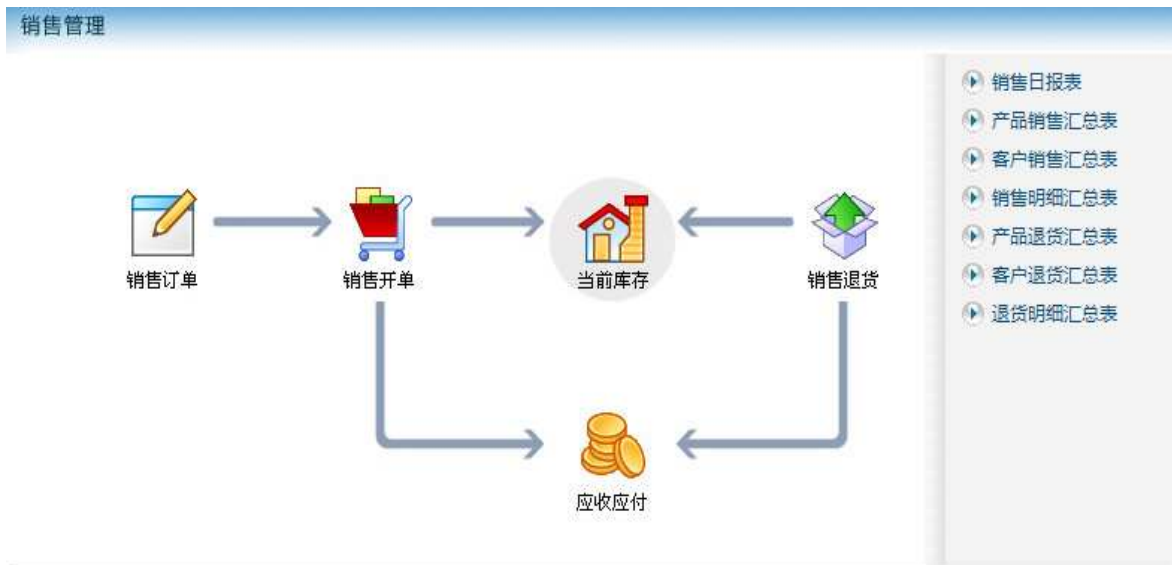 销售管理
销售订单
销售开单
当前库存
销售退货
应收应付
销售日报表
产品销售汇总表
客户销售汇总表
销售明细汇总表
产品退货汇总表
客户退货汇总表
退货明细汇总表